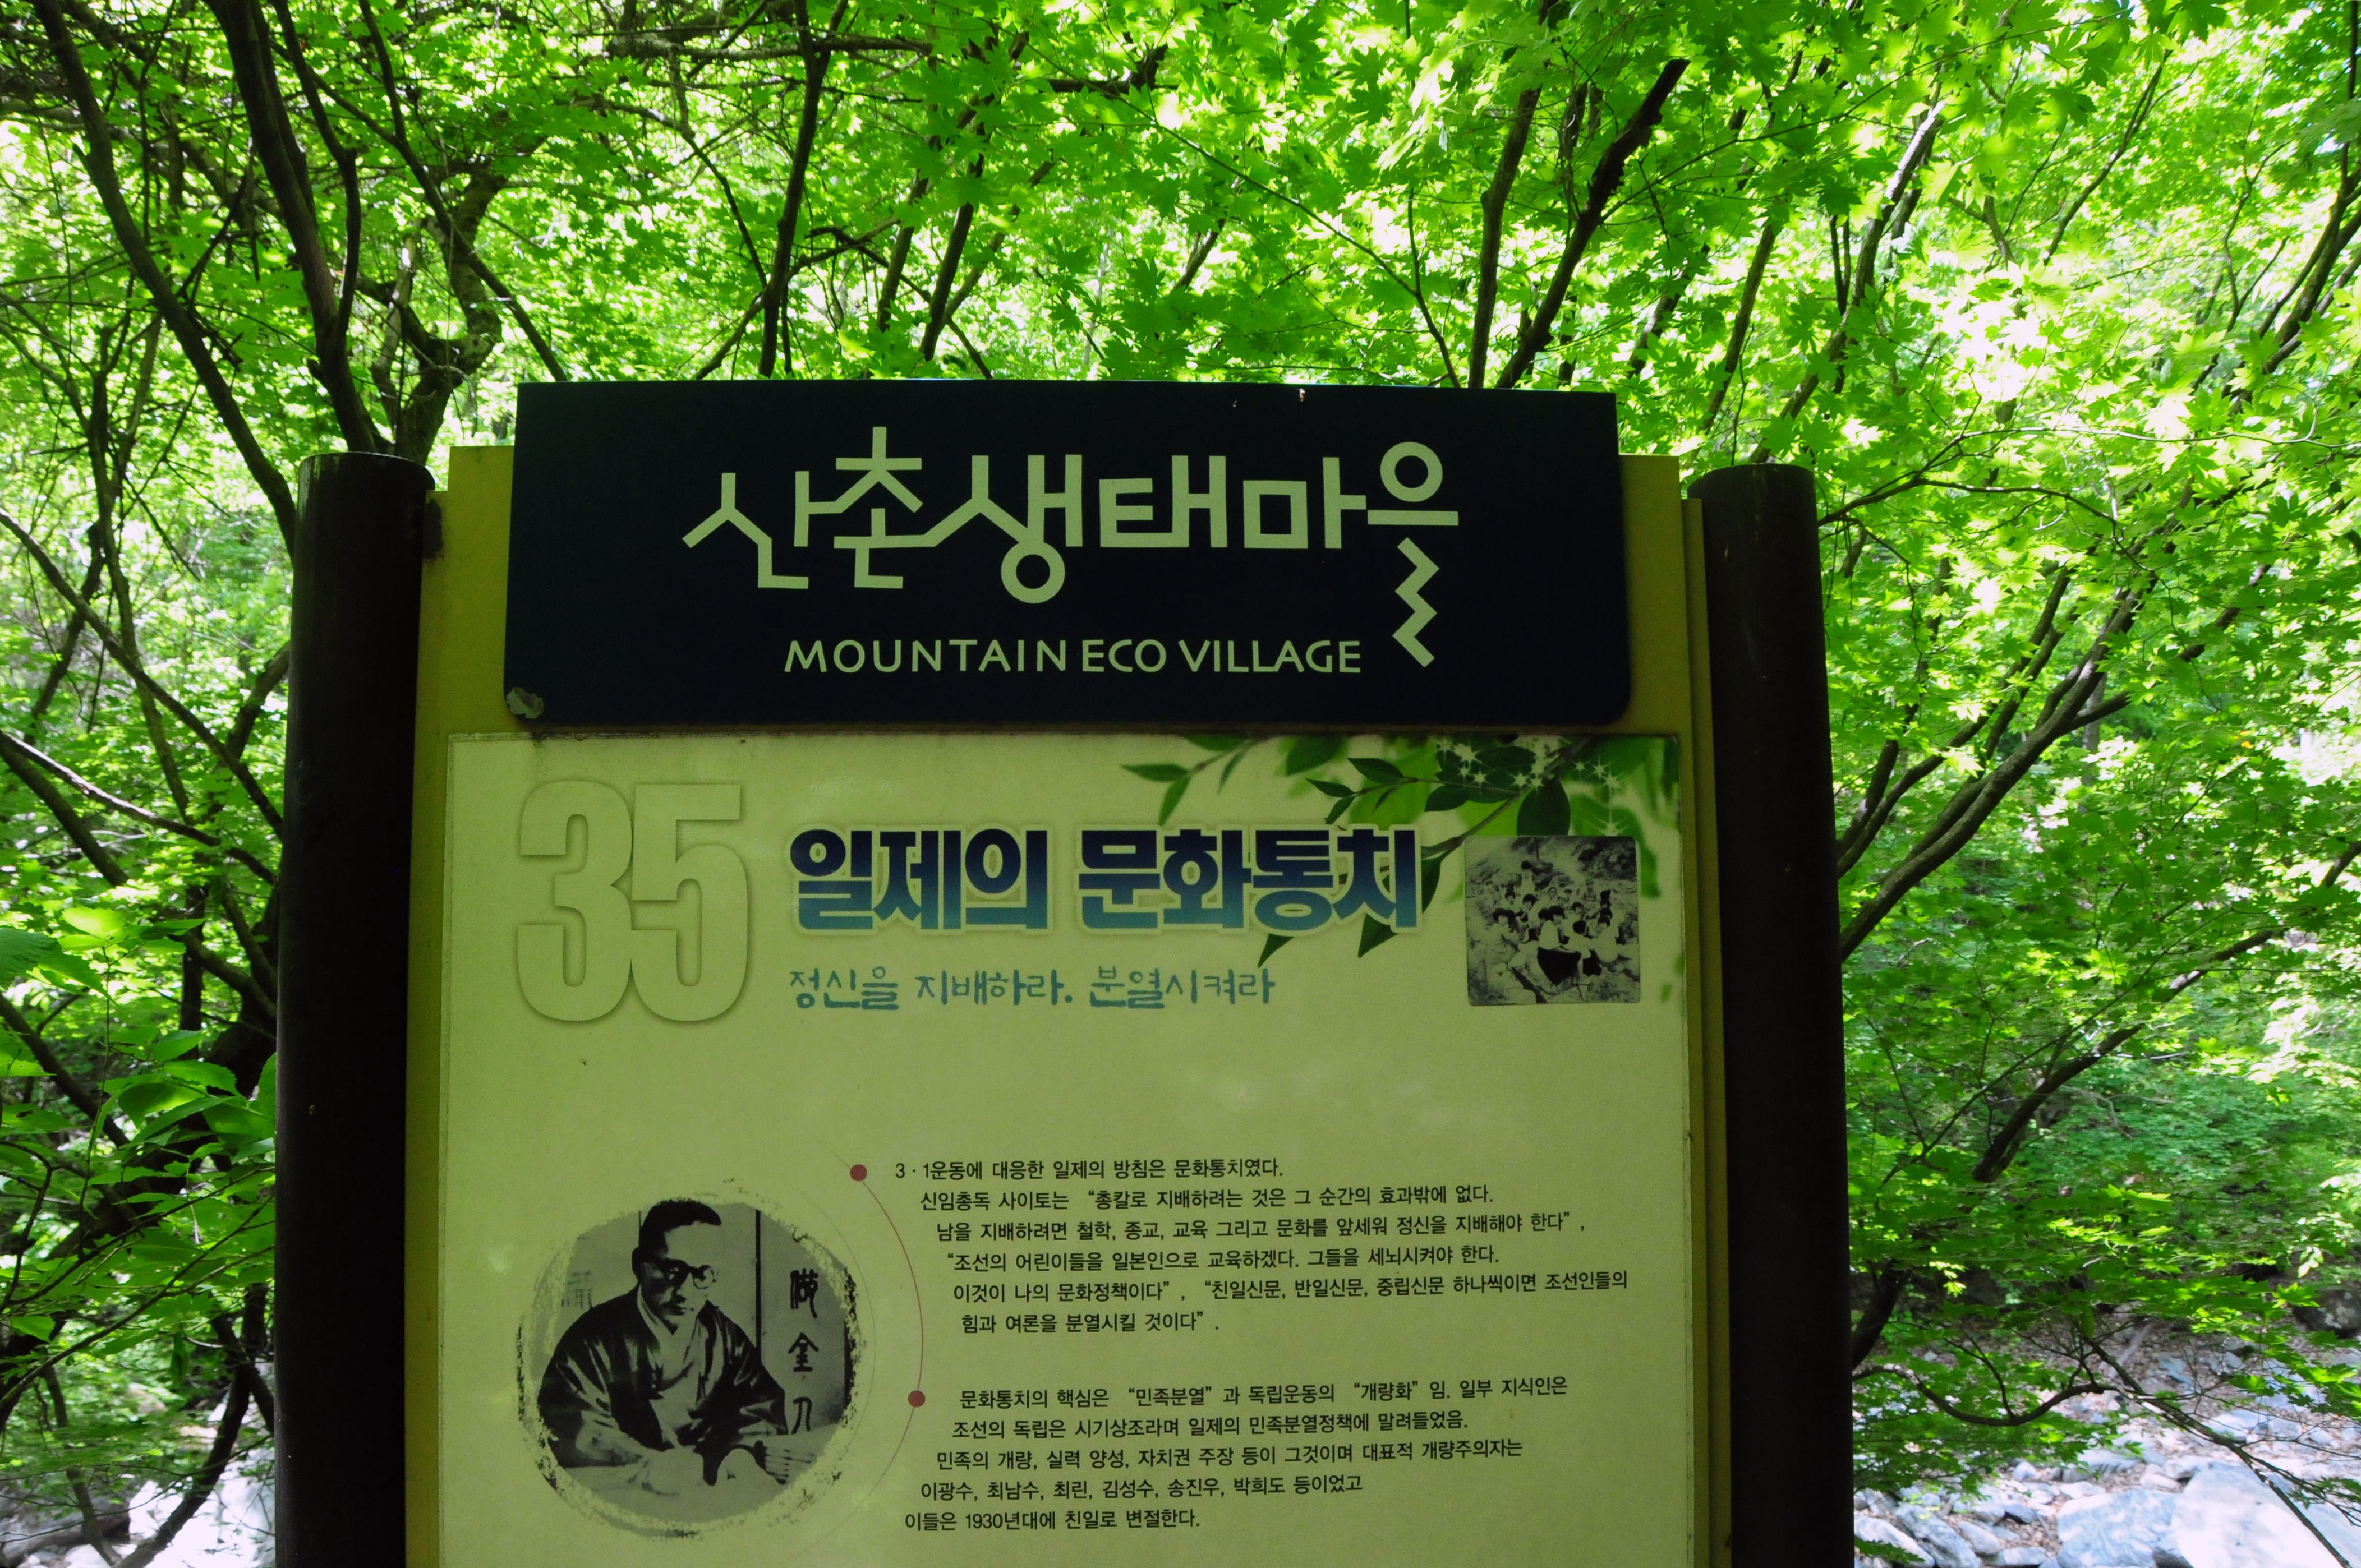 산촌생태마을
MOUNTAIN ECO VILLAGE
35
일제의 문화통치
정신을 지배하라. 분열시켜라
3·1운동에 대응한 일제의 방침은 문화통치였다.
신임총독 사이토는 “총칼로 지배하려는 것은 그 순간의 효과밖에 없다.
남을 지배하려면 철학, 종교, 교육 그리고 문화를 앞세워 정신을 지배해야 한다”,
“조선의 어린이들을 일본인으로 교육하겠다. 그들을 세뇌시켜야 한다.
이것이 나의 문화정책이다”, “친일신문, 반일신문, 중립신문 하나씩이면 조선인들의
힘과 여론을 분열시킬 것이다”.
문화통치의 핵심은 “민족분열”과 독립운동의 “개량화”임. 일부 지식인은
조선의 독립은 시기상조라며 일제의 민족분열정책에 말려들었음.
민족의 개량, 실력 양성, 자치권 주장 등이 그것이며 대표적 개량주의자는
이광수, 최남수, 최린, 김성수, 송진우, 박희도 등이었고
이들은 1930년대에 친일로 변절한다.